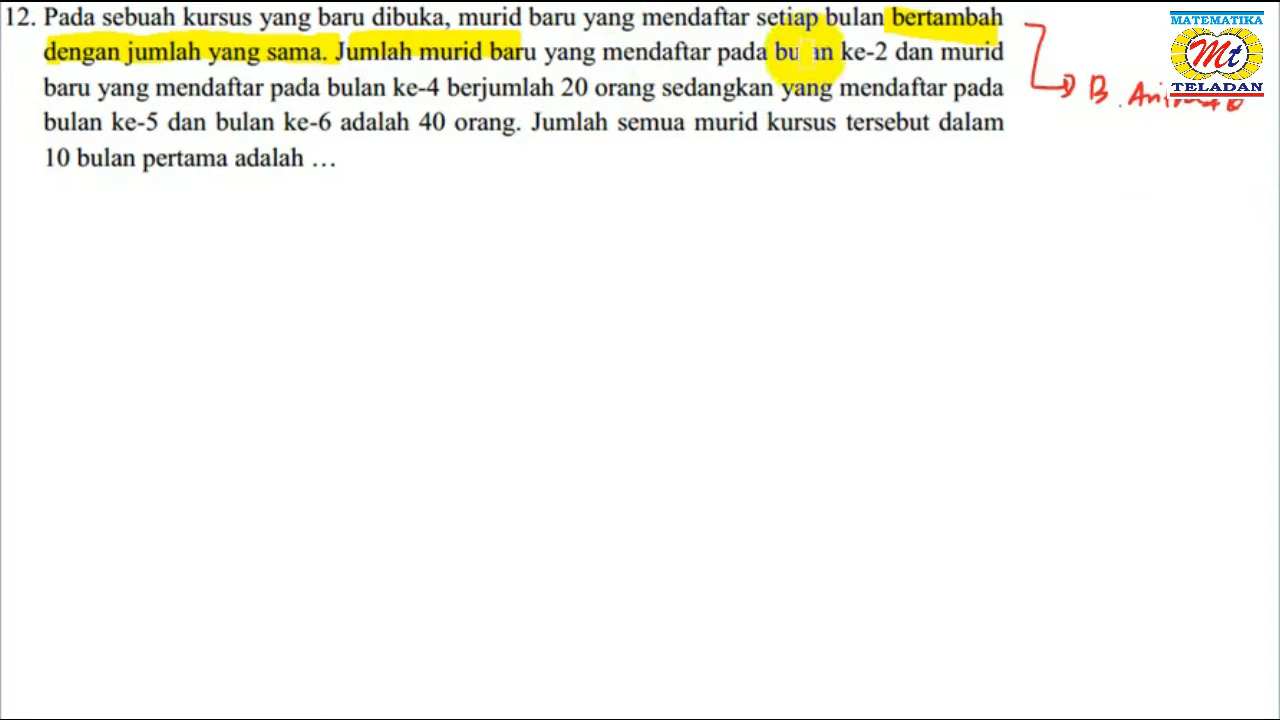 12. Pada sebuah kursus yang baru dibuka, murid baru yang mendaftar setiap bulan bertambah
dengan jumlah yang sama. Jumlah murid baru yang mendaftar pada bulan ke-2 dan murid
baru yang mendaftar pada bulan ke-4 berjumlah 20 orang sedangkan yang mendaftar pada
bulan ke-5 dan bulan ke-6 adalah 40 orang. Jumlah semua murid kursus tersebut dalam
10 bulan pertama adalah …
B.
MATEMATIKA
Mt
TELADAN